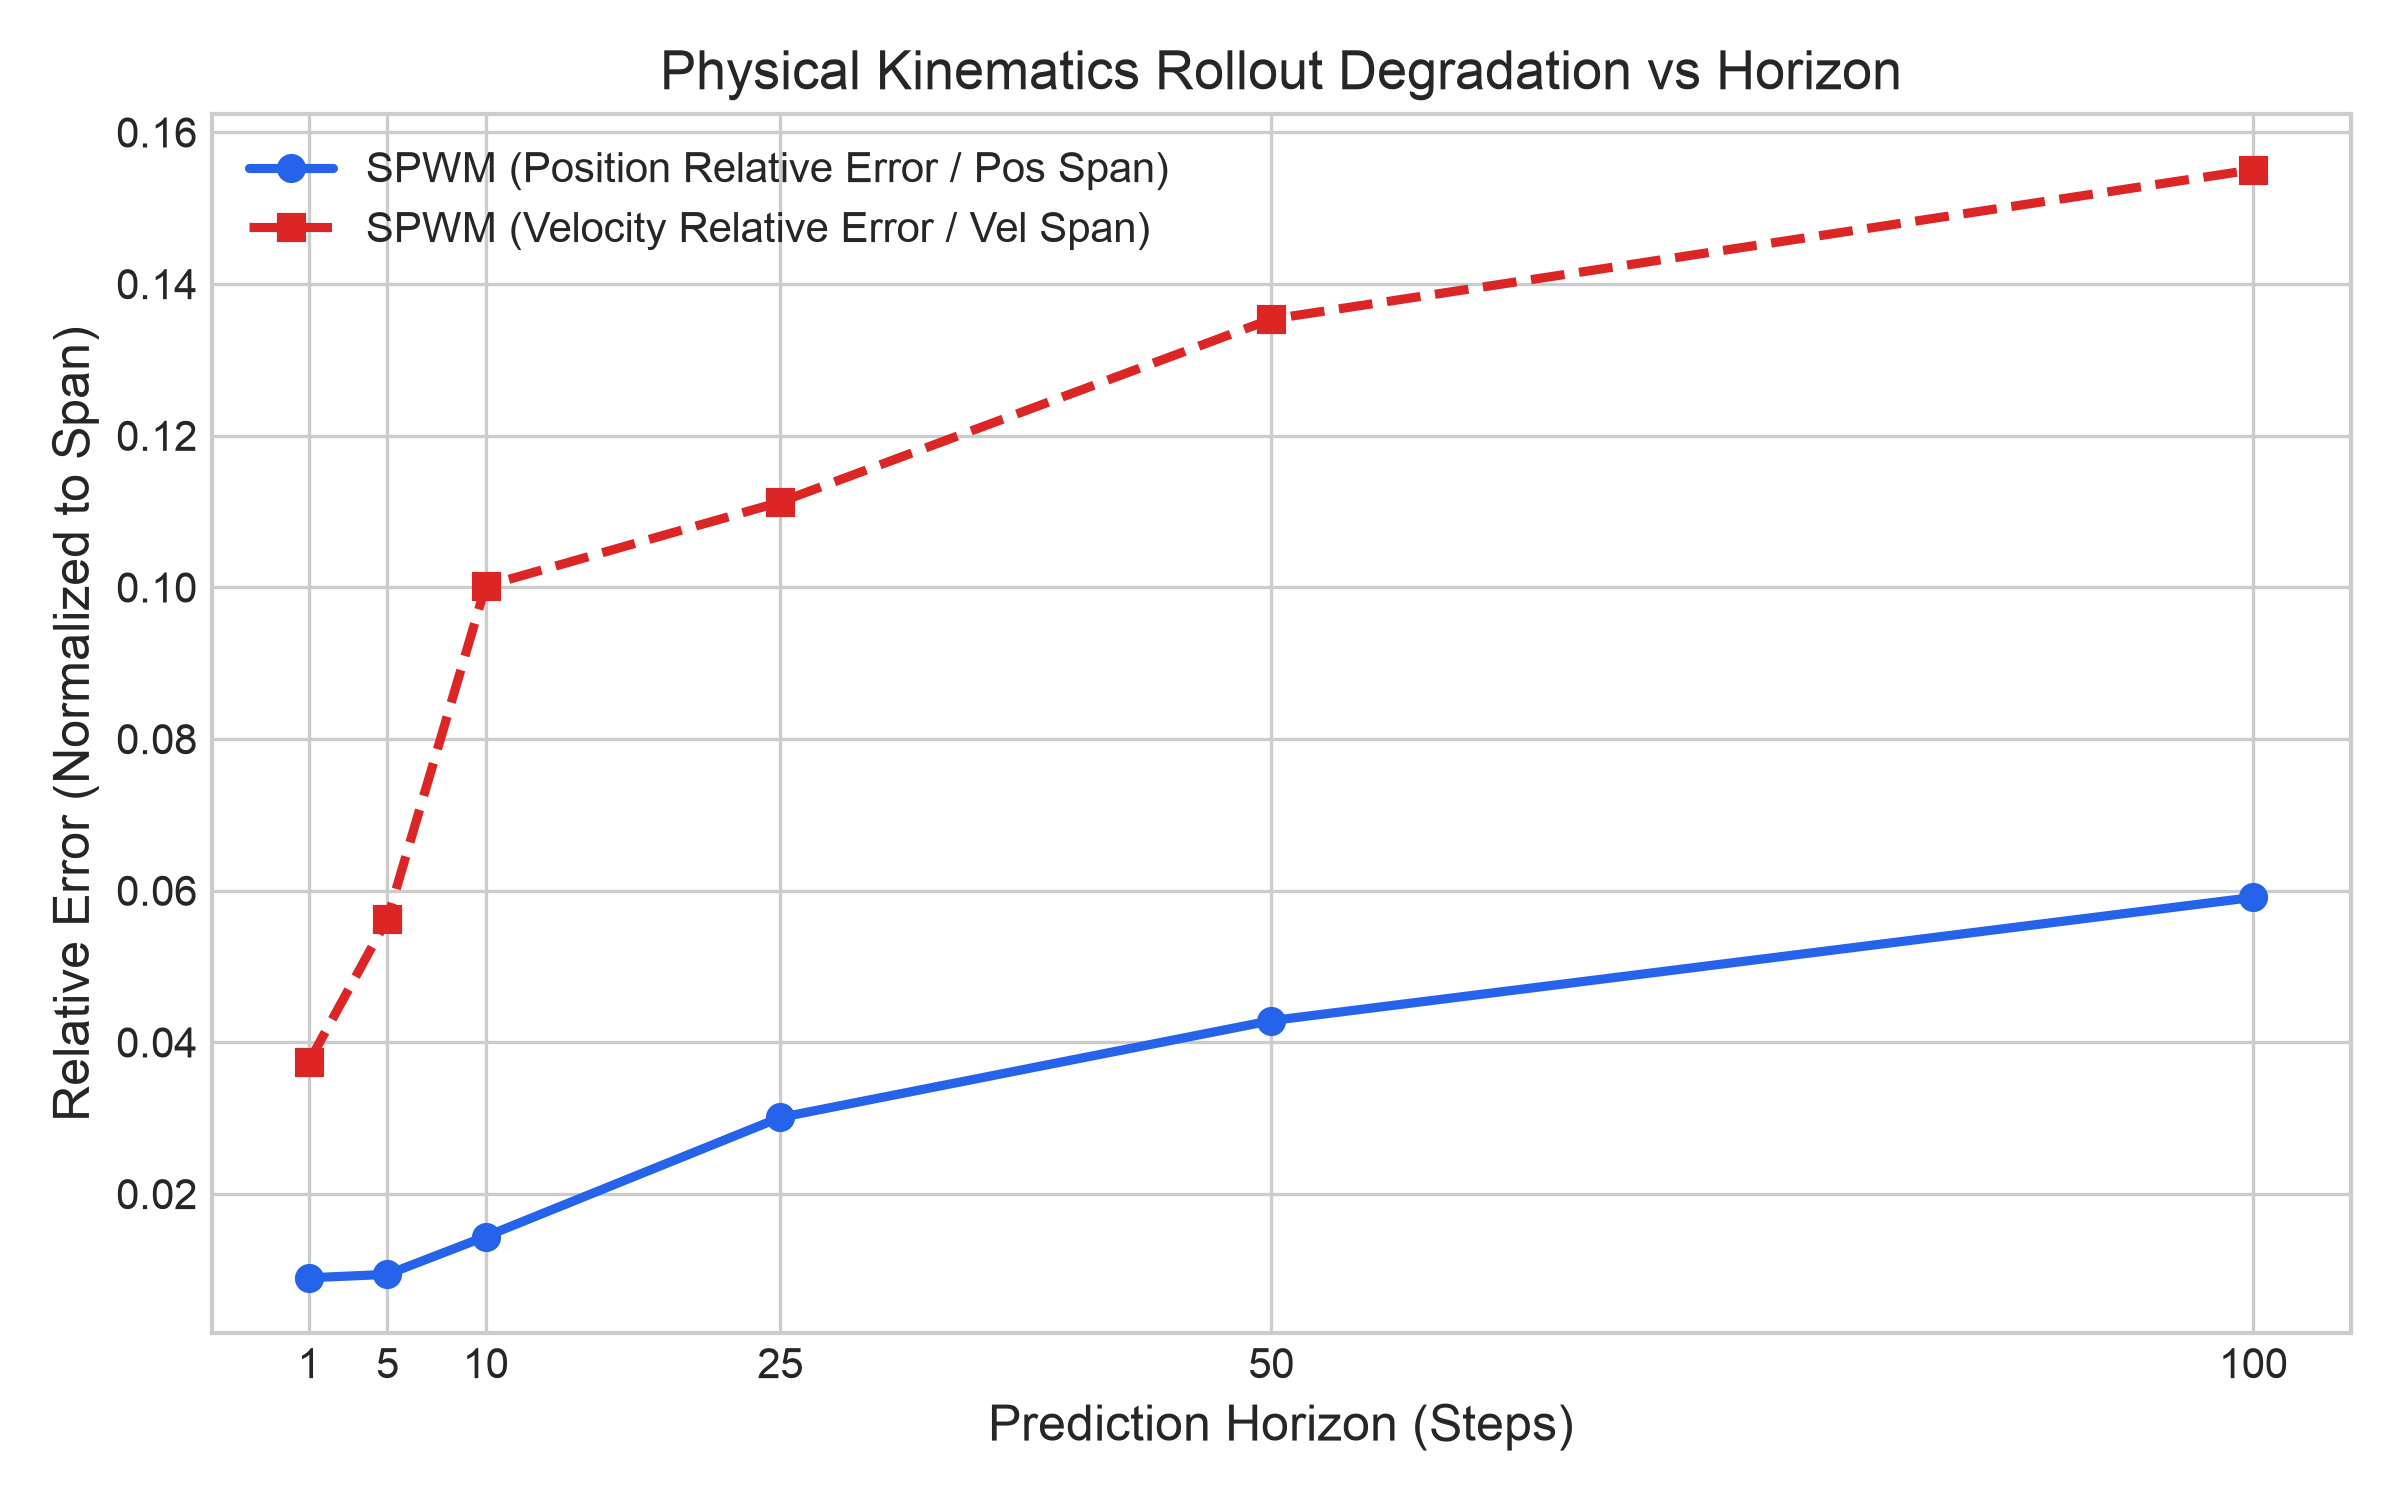 Physical Kinematics Rollout Degradation vs Horizon
SPWM (Position Relative Error / Pos Span)
SPWM (Velocity Relative Error / Vel Span)
Relative Error (Normalized to Span)
0.16
0.14
0.12
0.10
0.08
0.06
0.04
0.02
1 5 10 25 50 100
Prediction Horizon (Steps)